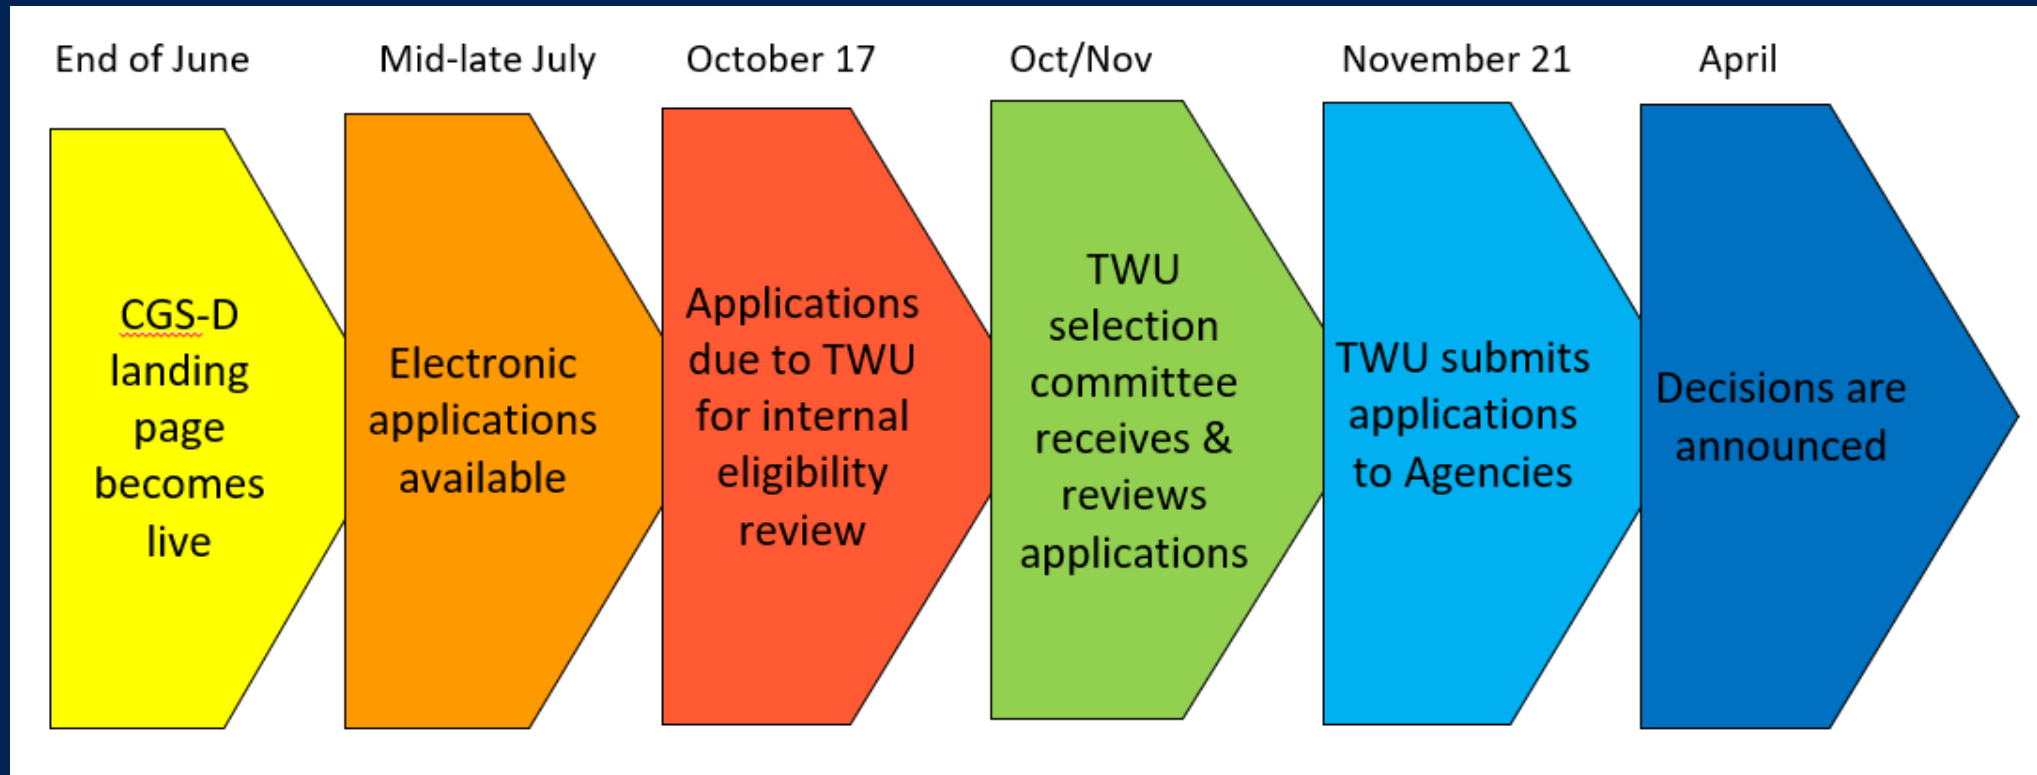 End of June
Mid-late July
October 17
Oct/Nov
November 21
April
CGS-D
landing
page
becomes
live
Electronic
applications
available
Applications
due to TWU
for internal
eligibility
review
TWU
selection
committee
receives &
reviews
applications
TWU submits
applications
to Agencies
Decisions are
announced